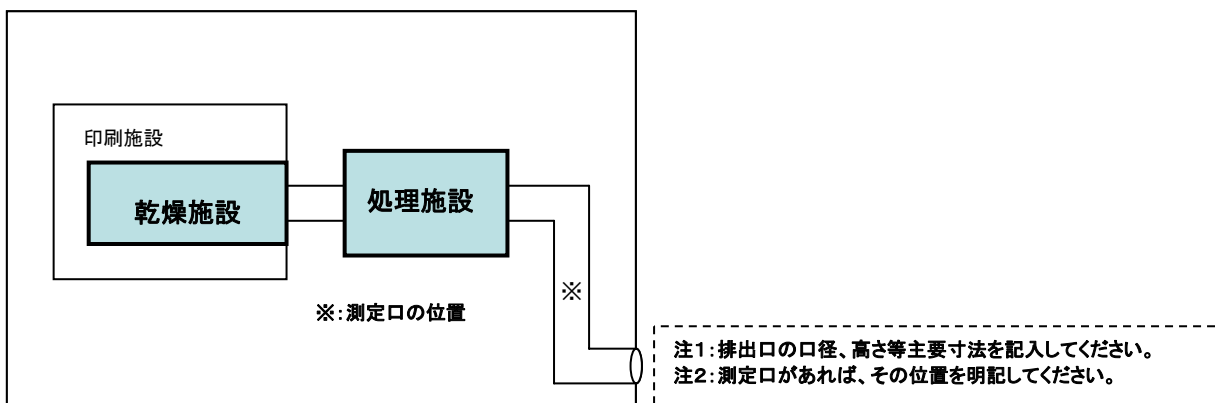 印刷施設
乾燥施設
処理施設
※
※:測定口の位置
注1:排出口の口径、高さ等主要寸法を記入してください。
注2:測定口があれば、その位置を明記してください。